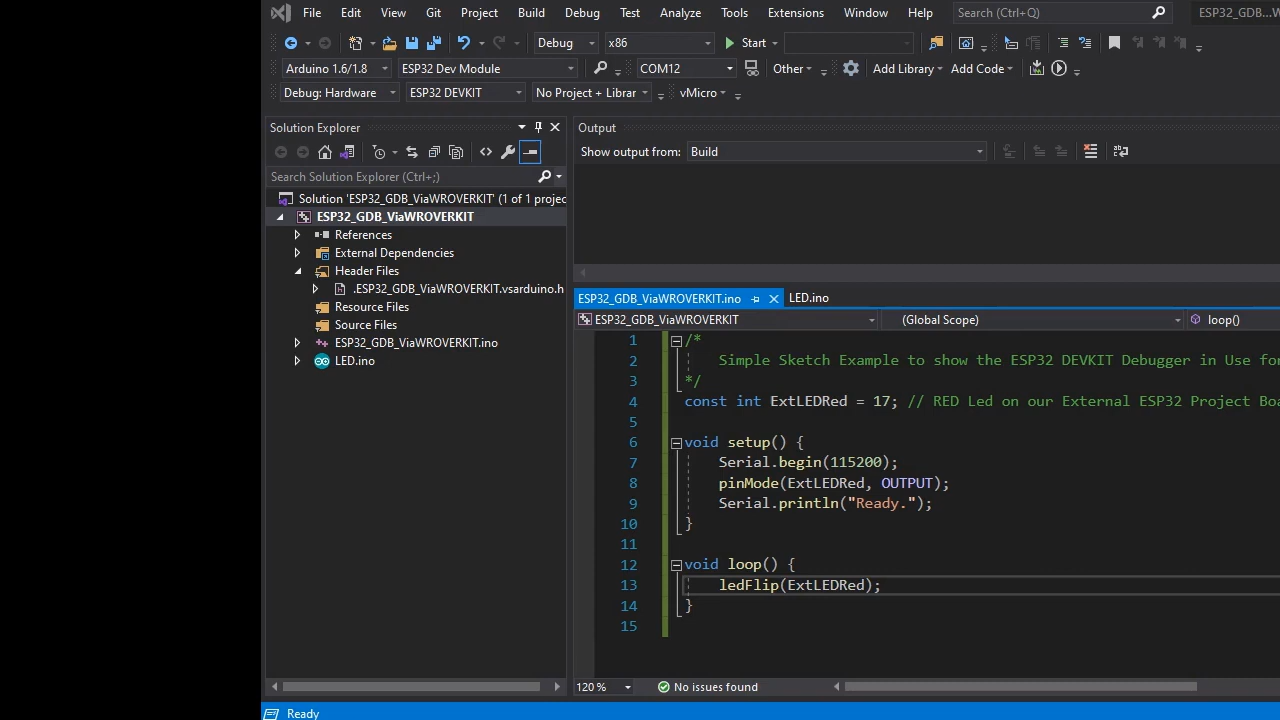 File Edit View Git Project Build Debug Test Analyze Tools Extensions Window Help Search (Ctrl+Q) ESP32_GDB...W
Debug x86 Start
Arduino 1.6/1.8 ESP32 Dev Module COM12 Other Add Library Add Code
Debug: Hardware ESP32 DEVKIT No Project + Librar vMicro
Solution Explorer
Search Solution Explorer (Ctrl+;)
Solution 'ESP32_GDB_ViaWROVERKIT' (1 of 1 projec
ESP32_GDB_ViaWROVERKIT
References
External Dependencies
Header Files
.ESP32_GDB_ViaWROVERKIT.vsarduino.h
Resource Files
Source Files
ESP32_GDB_ViaWROVERKIT.ino
LED.ino
Output
Show output from: Build
ESP32_GDB_ViaWROVERKIT.ino LED.ino
ESP32_GDB_ViaWROVERKIT (Global Scope) loop()
1 /*
2 Simple Sketch Example to show the ESP32 DEVKIT Debugger in Use for
3 */
4 const int ExtLEDRed = 17; // RED Led on our External ESP32 Project Boa
5
6 void setup() {
7 Serial.begin(115200);
8 pinMode(ExtLEDRed, OUTPUT);
9 Serial.println("Ready.");
10 }
11
12 void loop() {
13 ledFlip(ExtLEDRed);
14 }
15
120 % No issues found
Ready